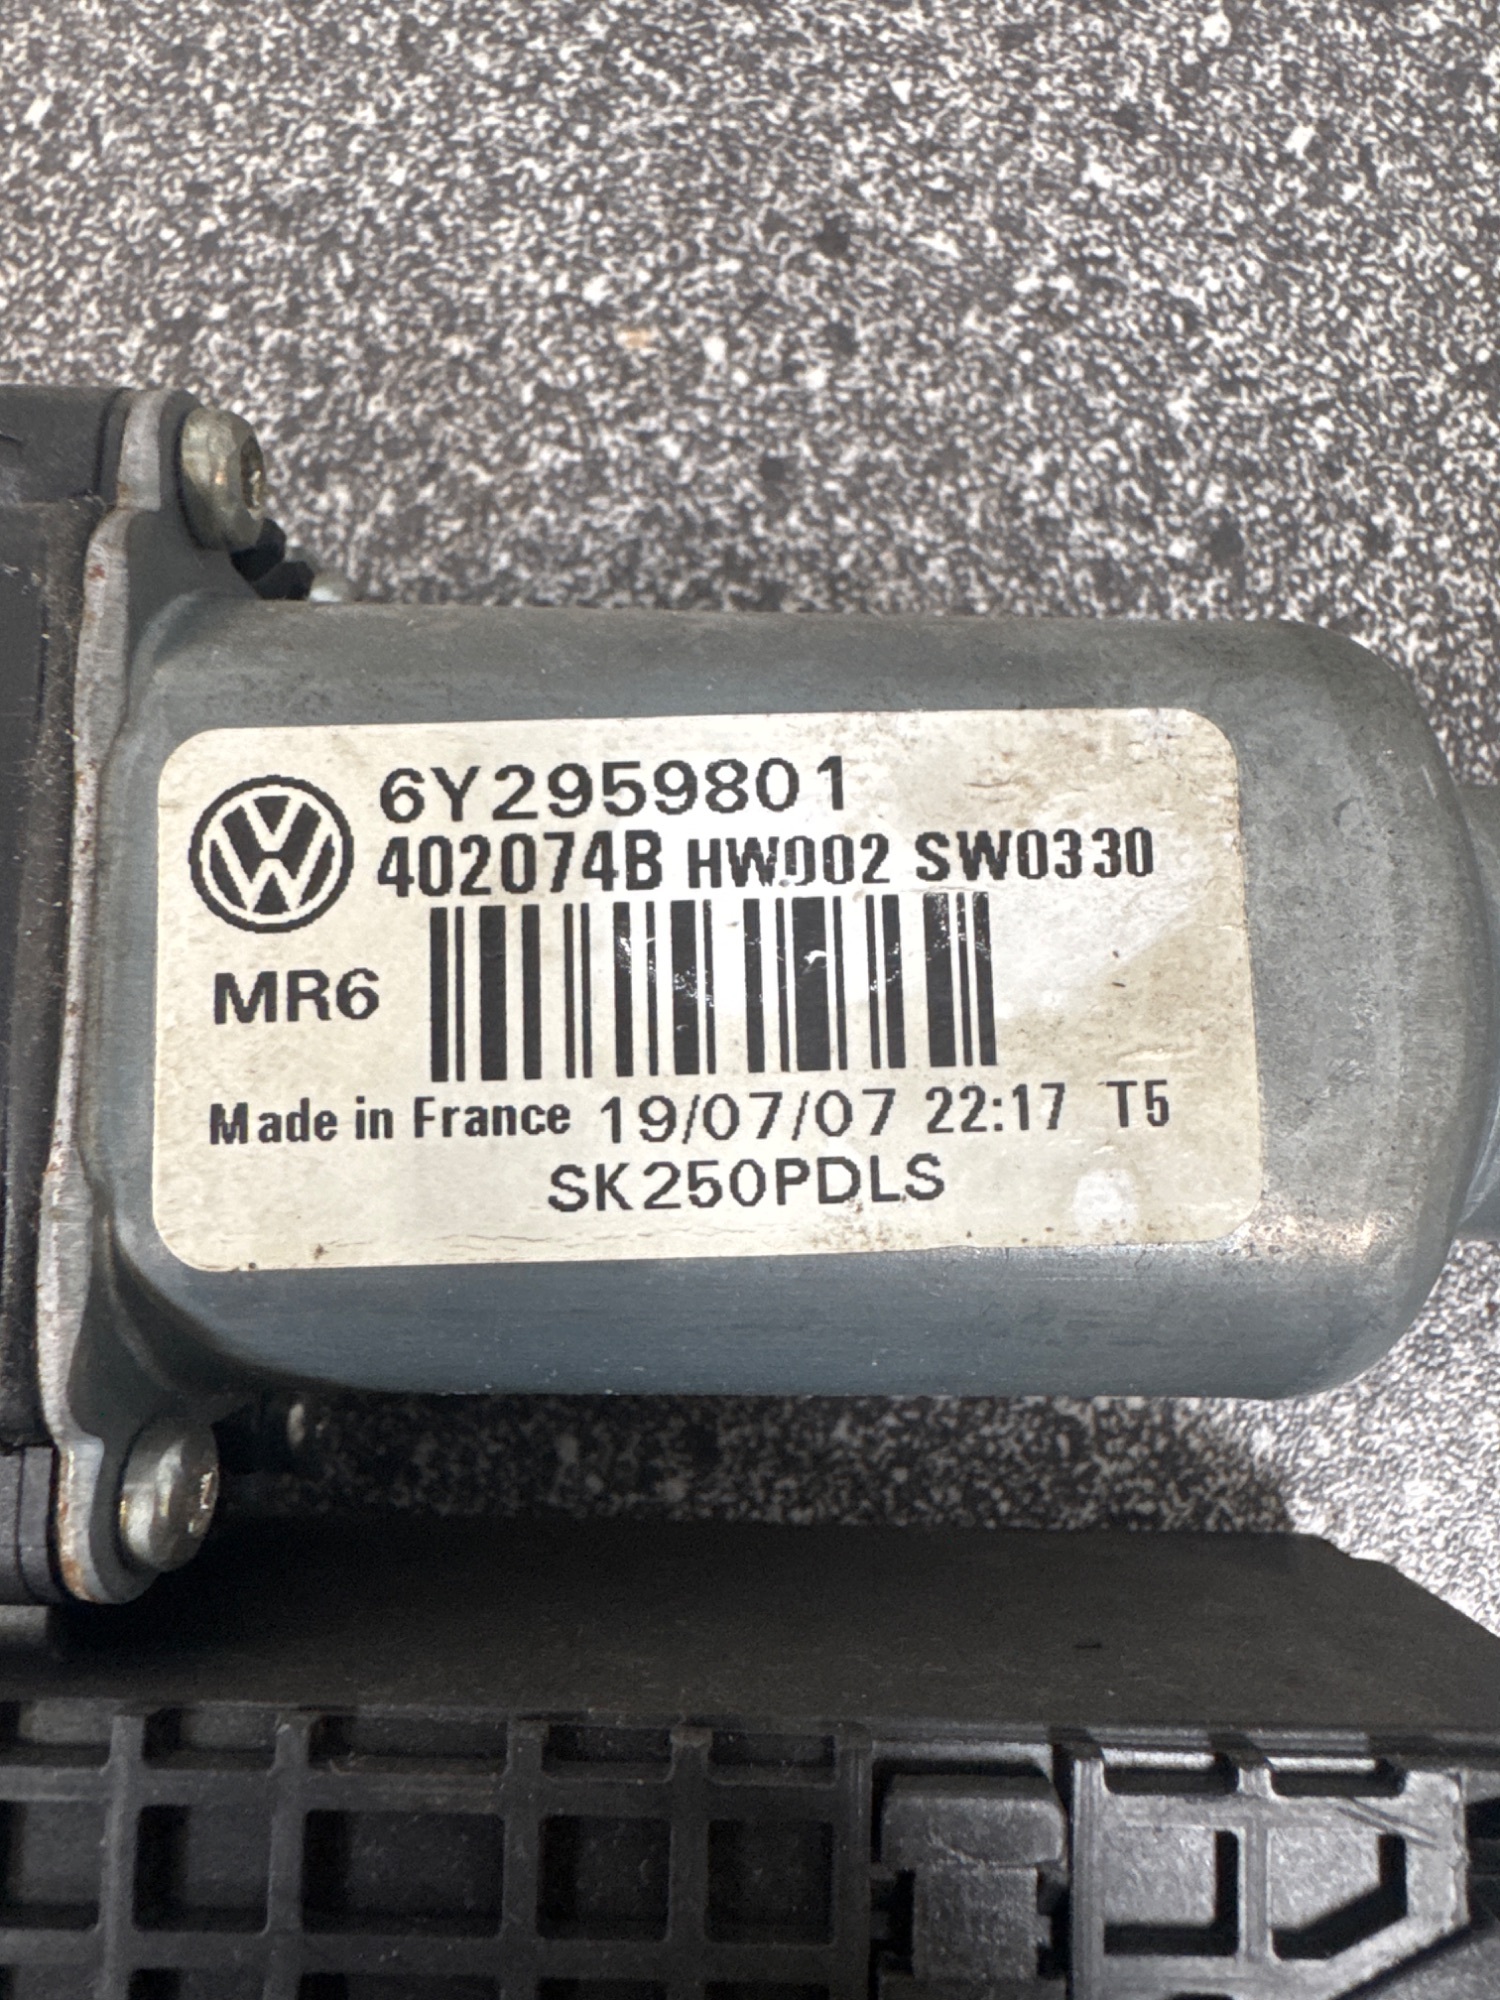 6Y2959801
402074B HW002 SW0330
MR6
Made in France 19/07/07 22:17 T5
SK250PDLS